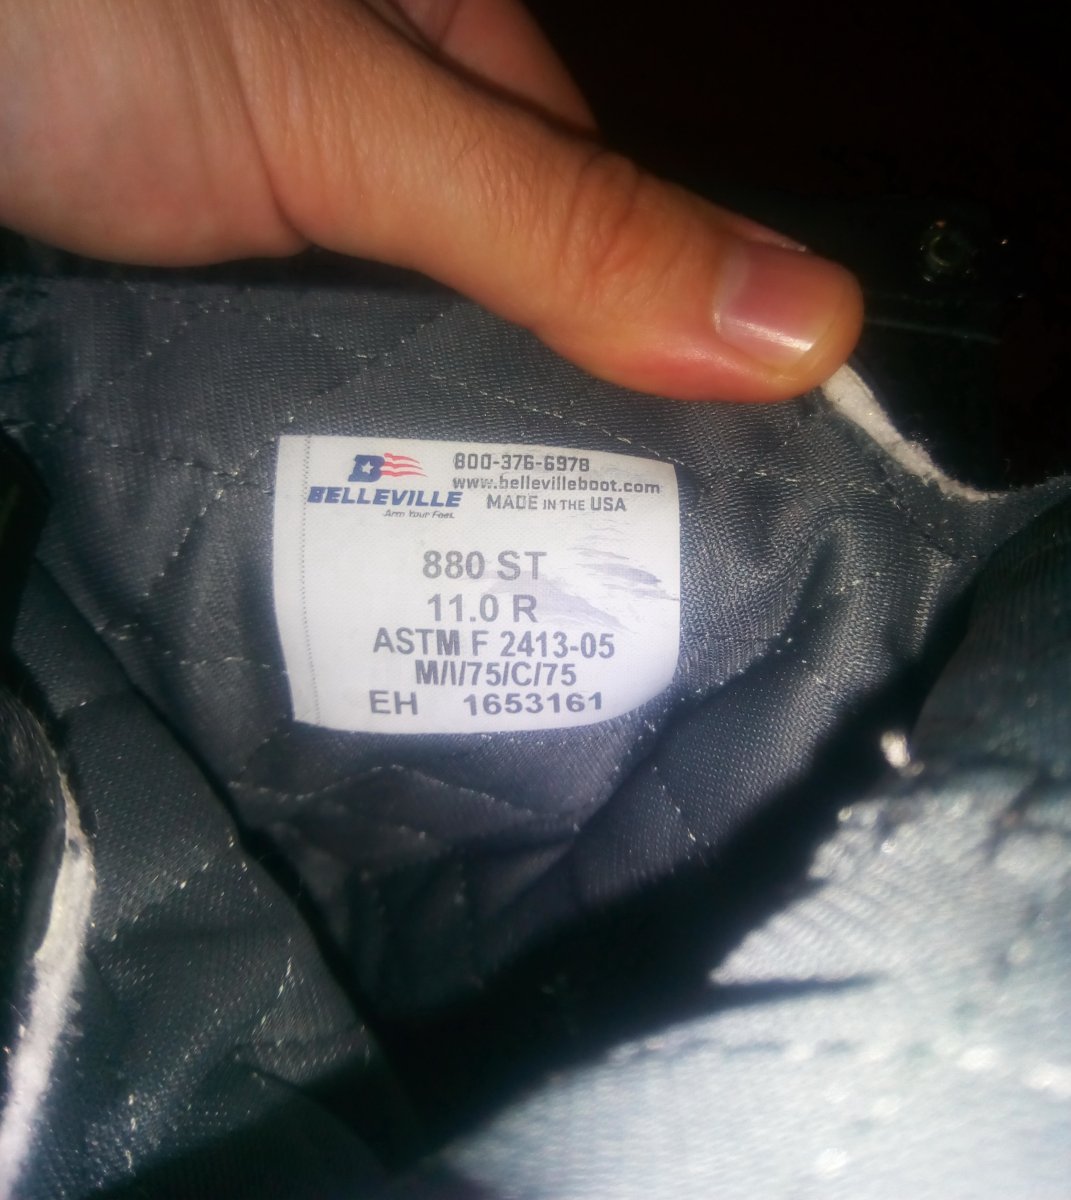 800-376-6978
www.bellevilleboot.com
BELLEVILLE MADE IN THE USA
Arm Your Feet.
880 ST
11.0 R
ASTM F 2413-05
M/I/75/C/75
EH 1653161